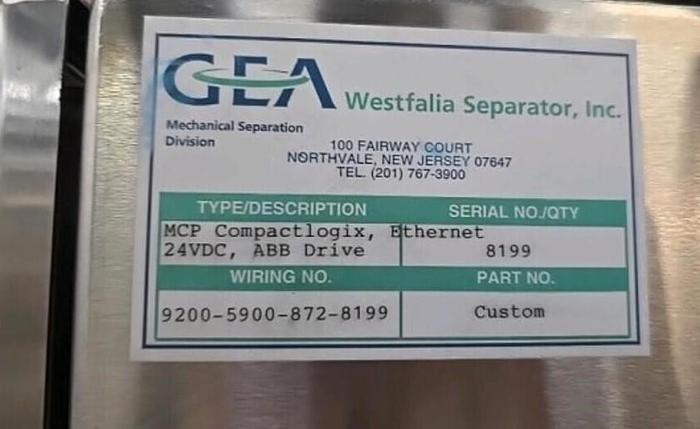 GEA Westfalia Separator, Inc.
Mechanical Separation
Division
100 FAIRWAY COURT
NORTHVALE, NEW JERSEY 07647
TEL. (201) 767-3900
TYPE/DESCRIPTION SERIAL NO./QTY
MCP Compactlogix, Ethernet
24VDC, ABB Drive 8199
WIRING NO. PART NO.
9200-5900-872-8199 Custom